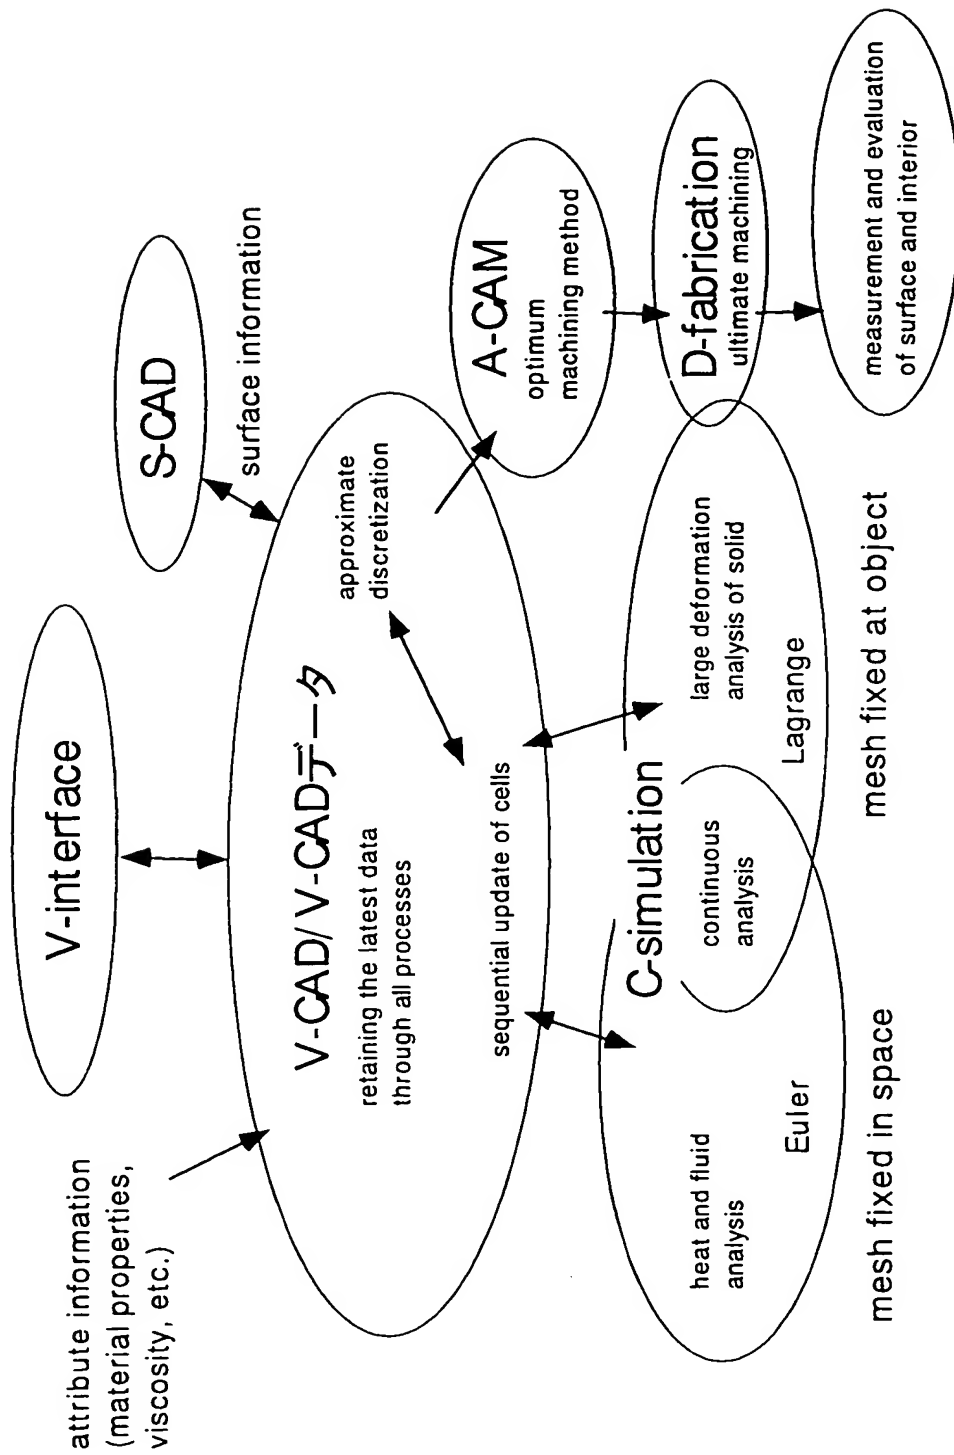 attribute information
(material properties,
viscosity, etc.)
V-interface
S-CAD
surface information
V-CAD/V-CADデータ
retaining the latest data
through all processes
approximate
discretization
sequential update of cells
A-CAM
optimum
machining method
C-simulation
heat and fluid
analysis
continuous
analysis
large deformation
analysis of solid
Euler
Lagrange
D-fabrication
ultimate machining
mesh fixed in space
mesh fixed at object
measurement and evaluation
of surface and interior